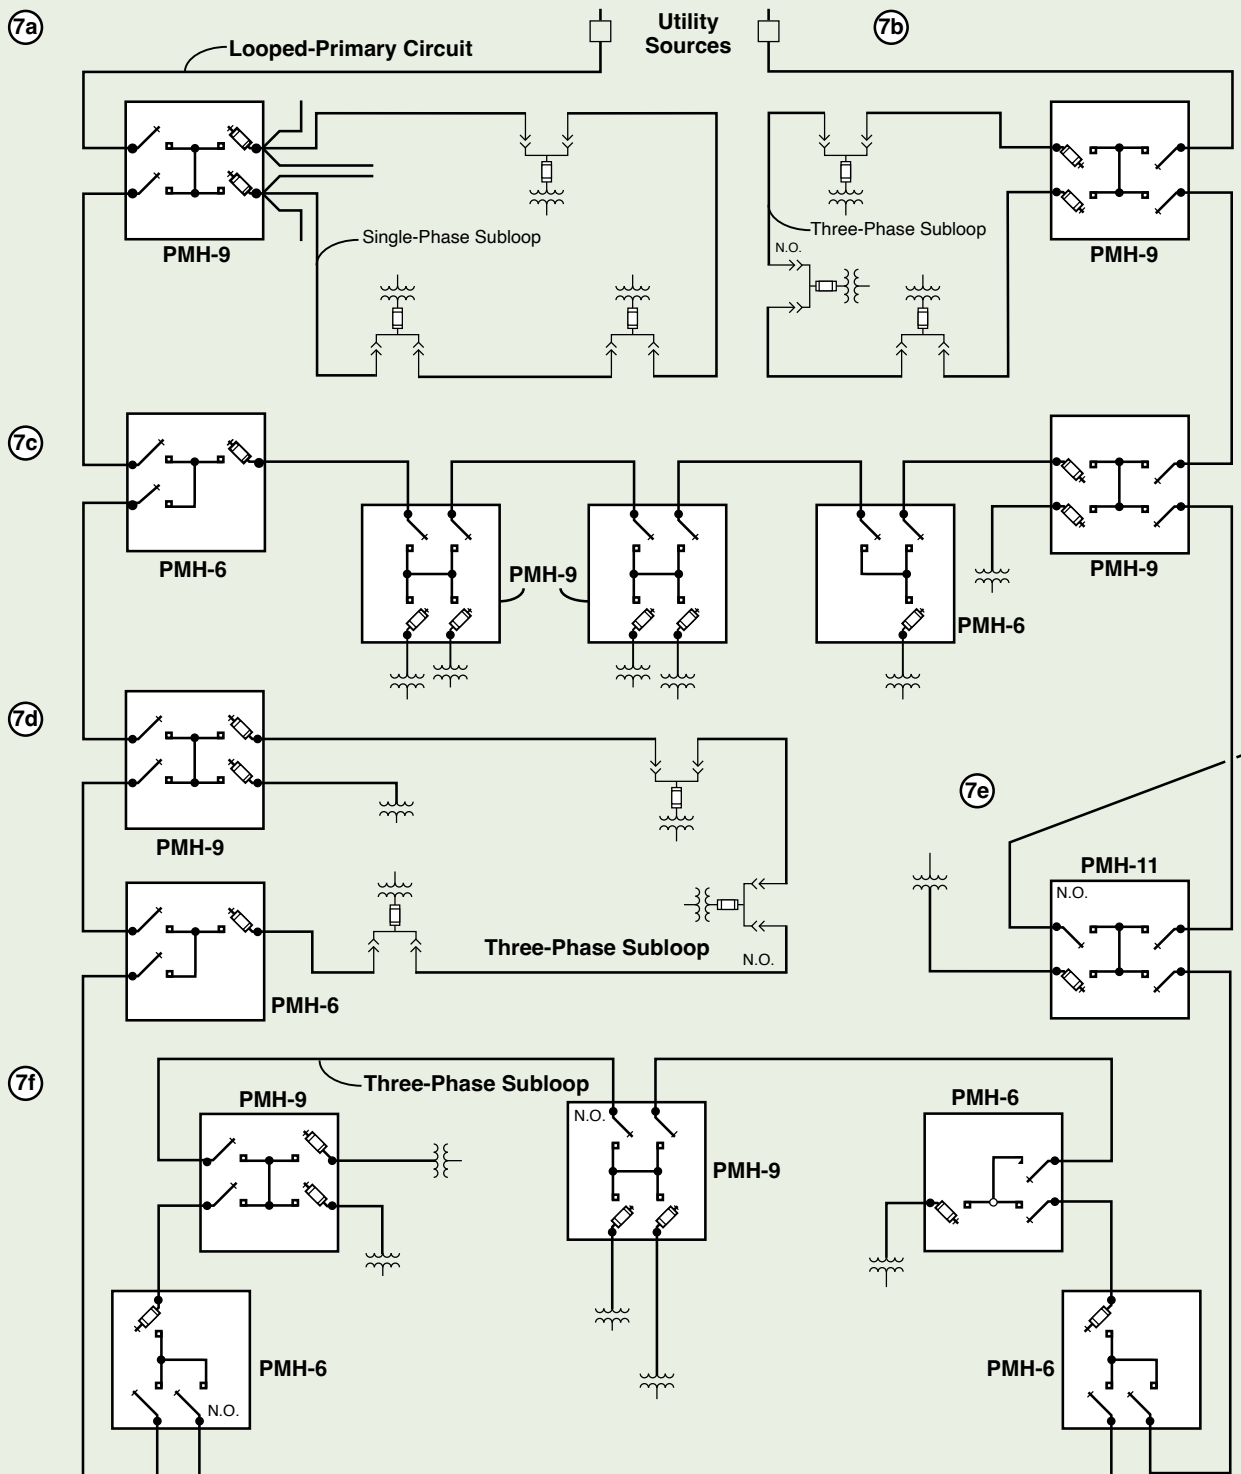 7a
Utility
Sources
7b
Looped-Primary Circuit
PMH-9
Single-Phase Subloop
Three-Phase Subloop
N.O.
PMH-9
7c
PMH-6
PMH-9
PMH-6
PMH-9
7d
PMH-9
7e
PMH-11
N.O.
Three-Phase Subloop
N.O.
PMH-6
7f
Three-Phase Subloop
PMH-9
N.O.
PMH-9
PMH-6
PMH-6
N.O.
PMH-6